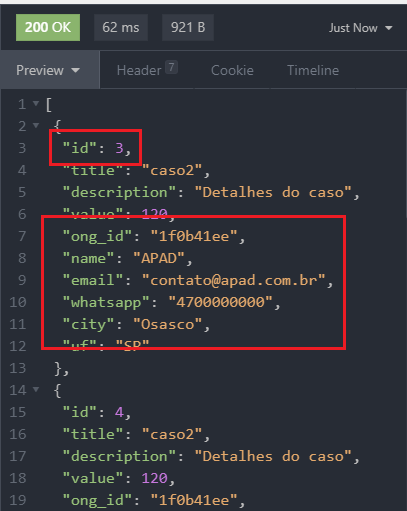 200 OK 62 ms 921 B Just Now
Preview Header 7 Cookie Timeline
1 [
2 {
3 "id": 3,
4 "title": "caso2",
5 "description": "Detalhes do caso",
6 "value": 120,
7 "ong_id": "1f0b41ee",
8 "name": "APAD",
9 "email": "contato@apad.com.br",
10 "whatsapp": "4700000000",
11 "city": "Osasco",
12 "uf": "SP"
13 },
14 {
15 "id": 4,
16 "title": "caso2",
17 "description": "Detalhes do caso",
18 "value": 120,
19 "ong_id": "1f0b41ee",